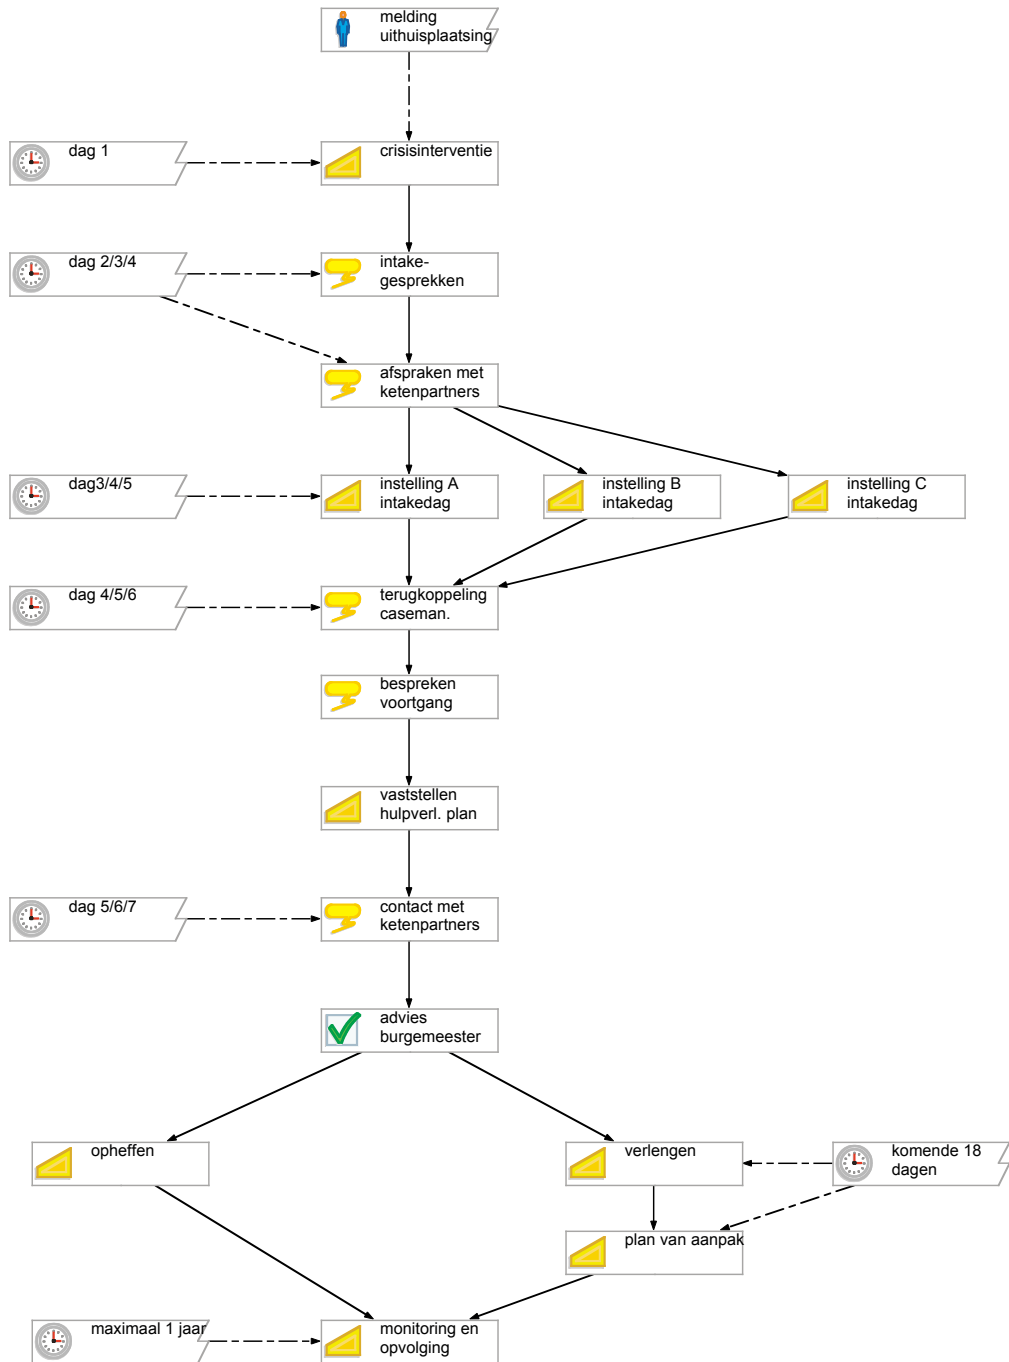 melding
uithuisplaatsing
dag 1
crisisinterventie
dag 2/3/4
intake-
gesprekken
afspraken met
ketenpartners
dag3/4/5
instelling A
intakedag
instelling B
intakedag
instelling C
intakedag
dag 4/5/6
terugkoppeling
caseman.
bespreken
voortgang
vaststellen
hulpverl. plan
dag 5/6/7
contact met
ketenpartners
advies
burgemeester
opheffen
verlengen
komende 18
dagen
plan van aanpak
maximaal 1 jaar
monitoring en
opvolging